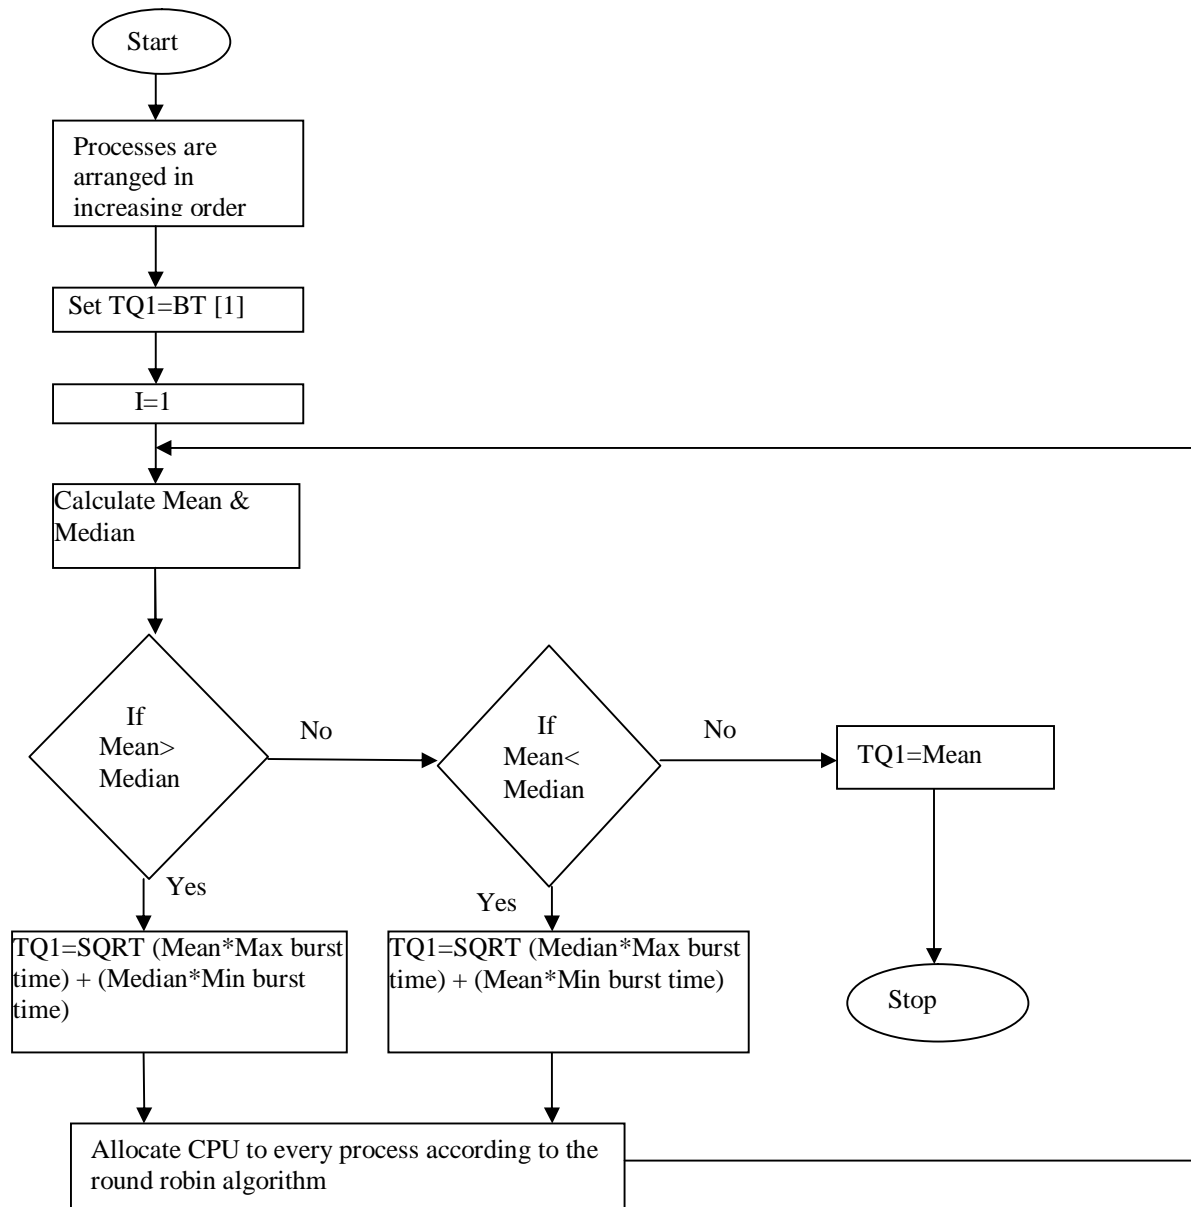 Start
Processes are
arranged in
increasing order
Set TQ1=BT [1]
I=1
Calculate Mean &
Median
If
Mean>
Median
No
If
Mean<
Median
No
TQ1=Mean
Yes
Yes
TQ1=SQRT (Mean*Max burst
time) + (Median*Min burst
time)
TQ1=SQRT (Median*Max burst
time) + (Mean*Min burst time)
Stop
Allocate CPU to every process according to the
round robin algorithm